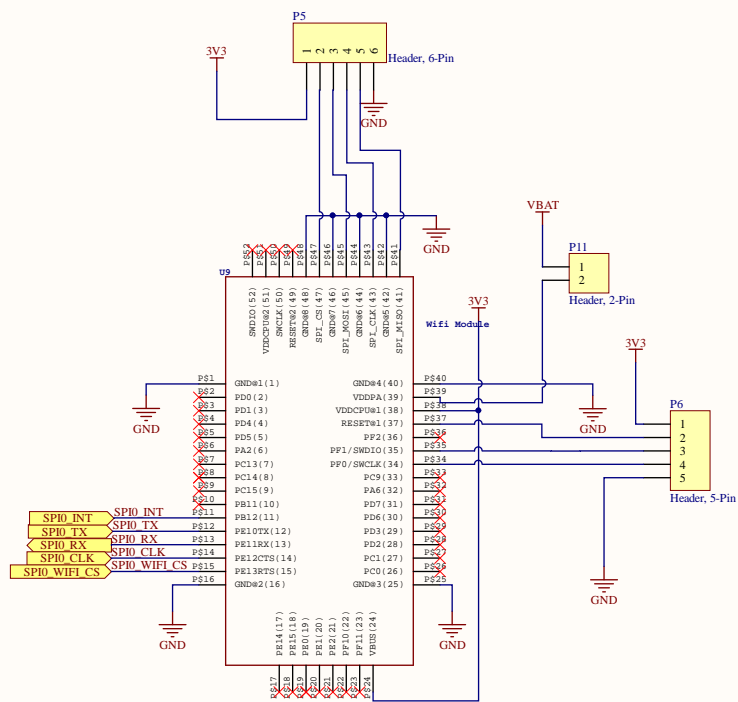 P5
3V3
1 2 3 4 5 6
Header, 6-Pin
GND
VBAT
P11
1
2
Header, 2-Pin
GND
P$52 P$51 P$50 P$49 P$48 P$47 P$46 P$45 P$44 P$43 P$42 P$41
U9
SWDIO(52)
VDDCPU@2(51)
SWCLK(50)
RESET@2(49)
GND@8(48)
SPI_CS(47)
GND@7(46)
SPI_MOSI(45)
GND@6(44)
SPI_CLK(43)
GND@5(42)
SPI_MISO(41)
3V3
Wifi Module
3V3
P$1 GND@1(1)
P$2 PD0(2)
P$3 PD1(3)
P$4 PD4(4)
P$5 PD5(5)
P$6 PA2(6)
P$7 PC13(7)
P$8 PC14(8)
P$9 PC15(9)
P$10 PB11(10)
P$11 PB12(11)
P$12 PE10TX(12)
P$13 PE11RX(13)
P$14 PE12CTS(14)
P$15 PE13RTS(15)
P$16 GND@2(16)
GND@4(40) P$40
VDDPA(39) P$39
VDDCPU@1(38) P$38
RESET@1(37) P$37
PF2(36) P$36
PF1/SWDIO(35) P$35
PF0/SWCLK(34) P$34
PC9(33) P$33
PA6(32) P$32
PD7(31) P$31
PD6(30) P$30
PD3(29) P$29
PD2(28) P$28
PC1(27) P$27
PC0(26) P$26
GND@3(25) P$25
GND
GND
P6
1
2
3
4
5
Header, 5-Pin
SPI0_INT SPI0_INT
SPI0_TX SPI0_TX
SPI0_RX SPI0_RX
SPI0_CLK SPI0_CLK
SPI0_WIFI_CS SPI0_WIFI_CS
GND
GND
GND
PE14(17)
PE15(18)
PE0(19)
PE1(20)
PE2(21)
PF10(22)
PF11(23)
VBUS(24)
P$17 P$18 P$19 P$20 P$21 P$22 P$23 P$24